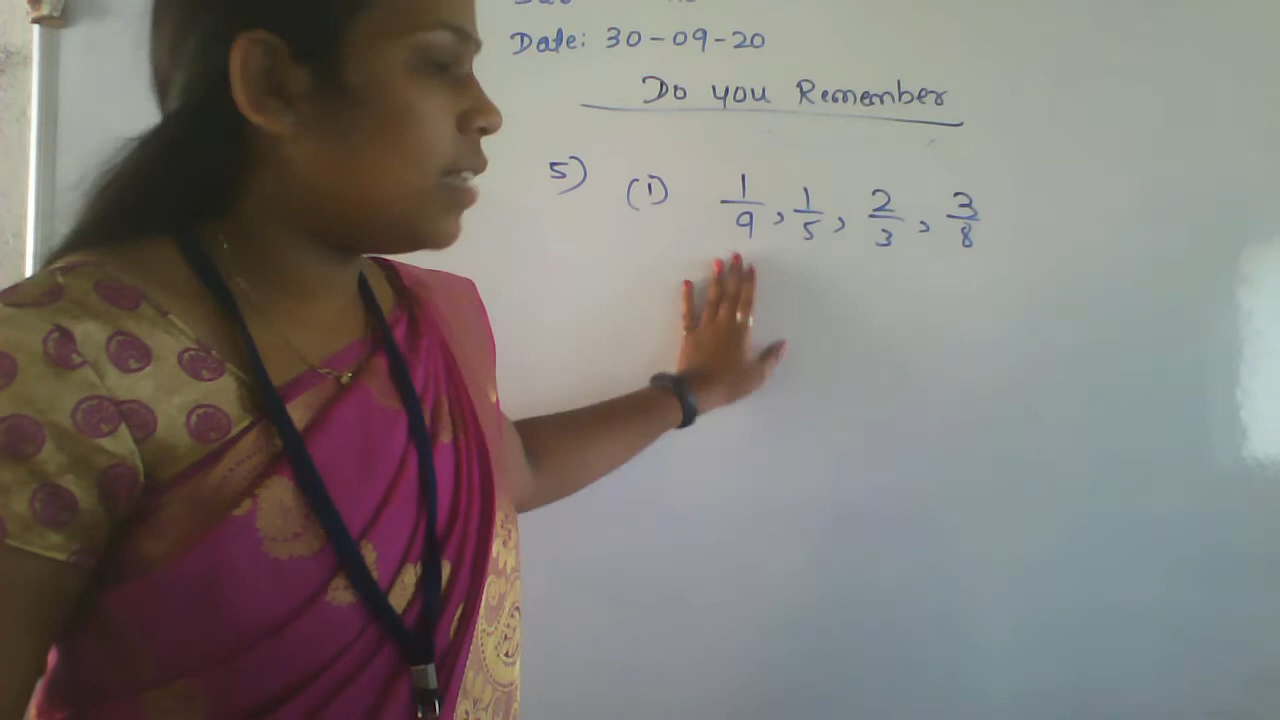 Date: 30-09-20
Do you Remember
5) (1) 1/9, 1/5, 2/3, 3/8